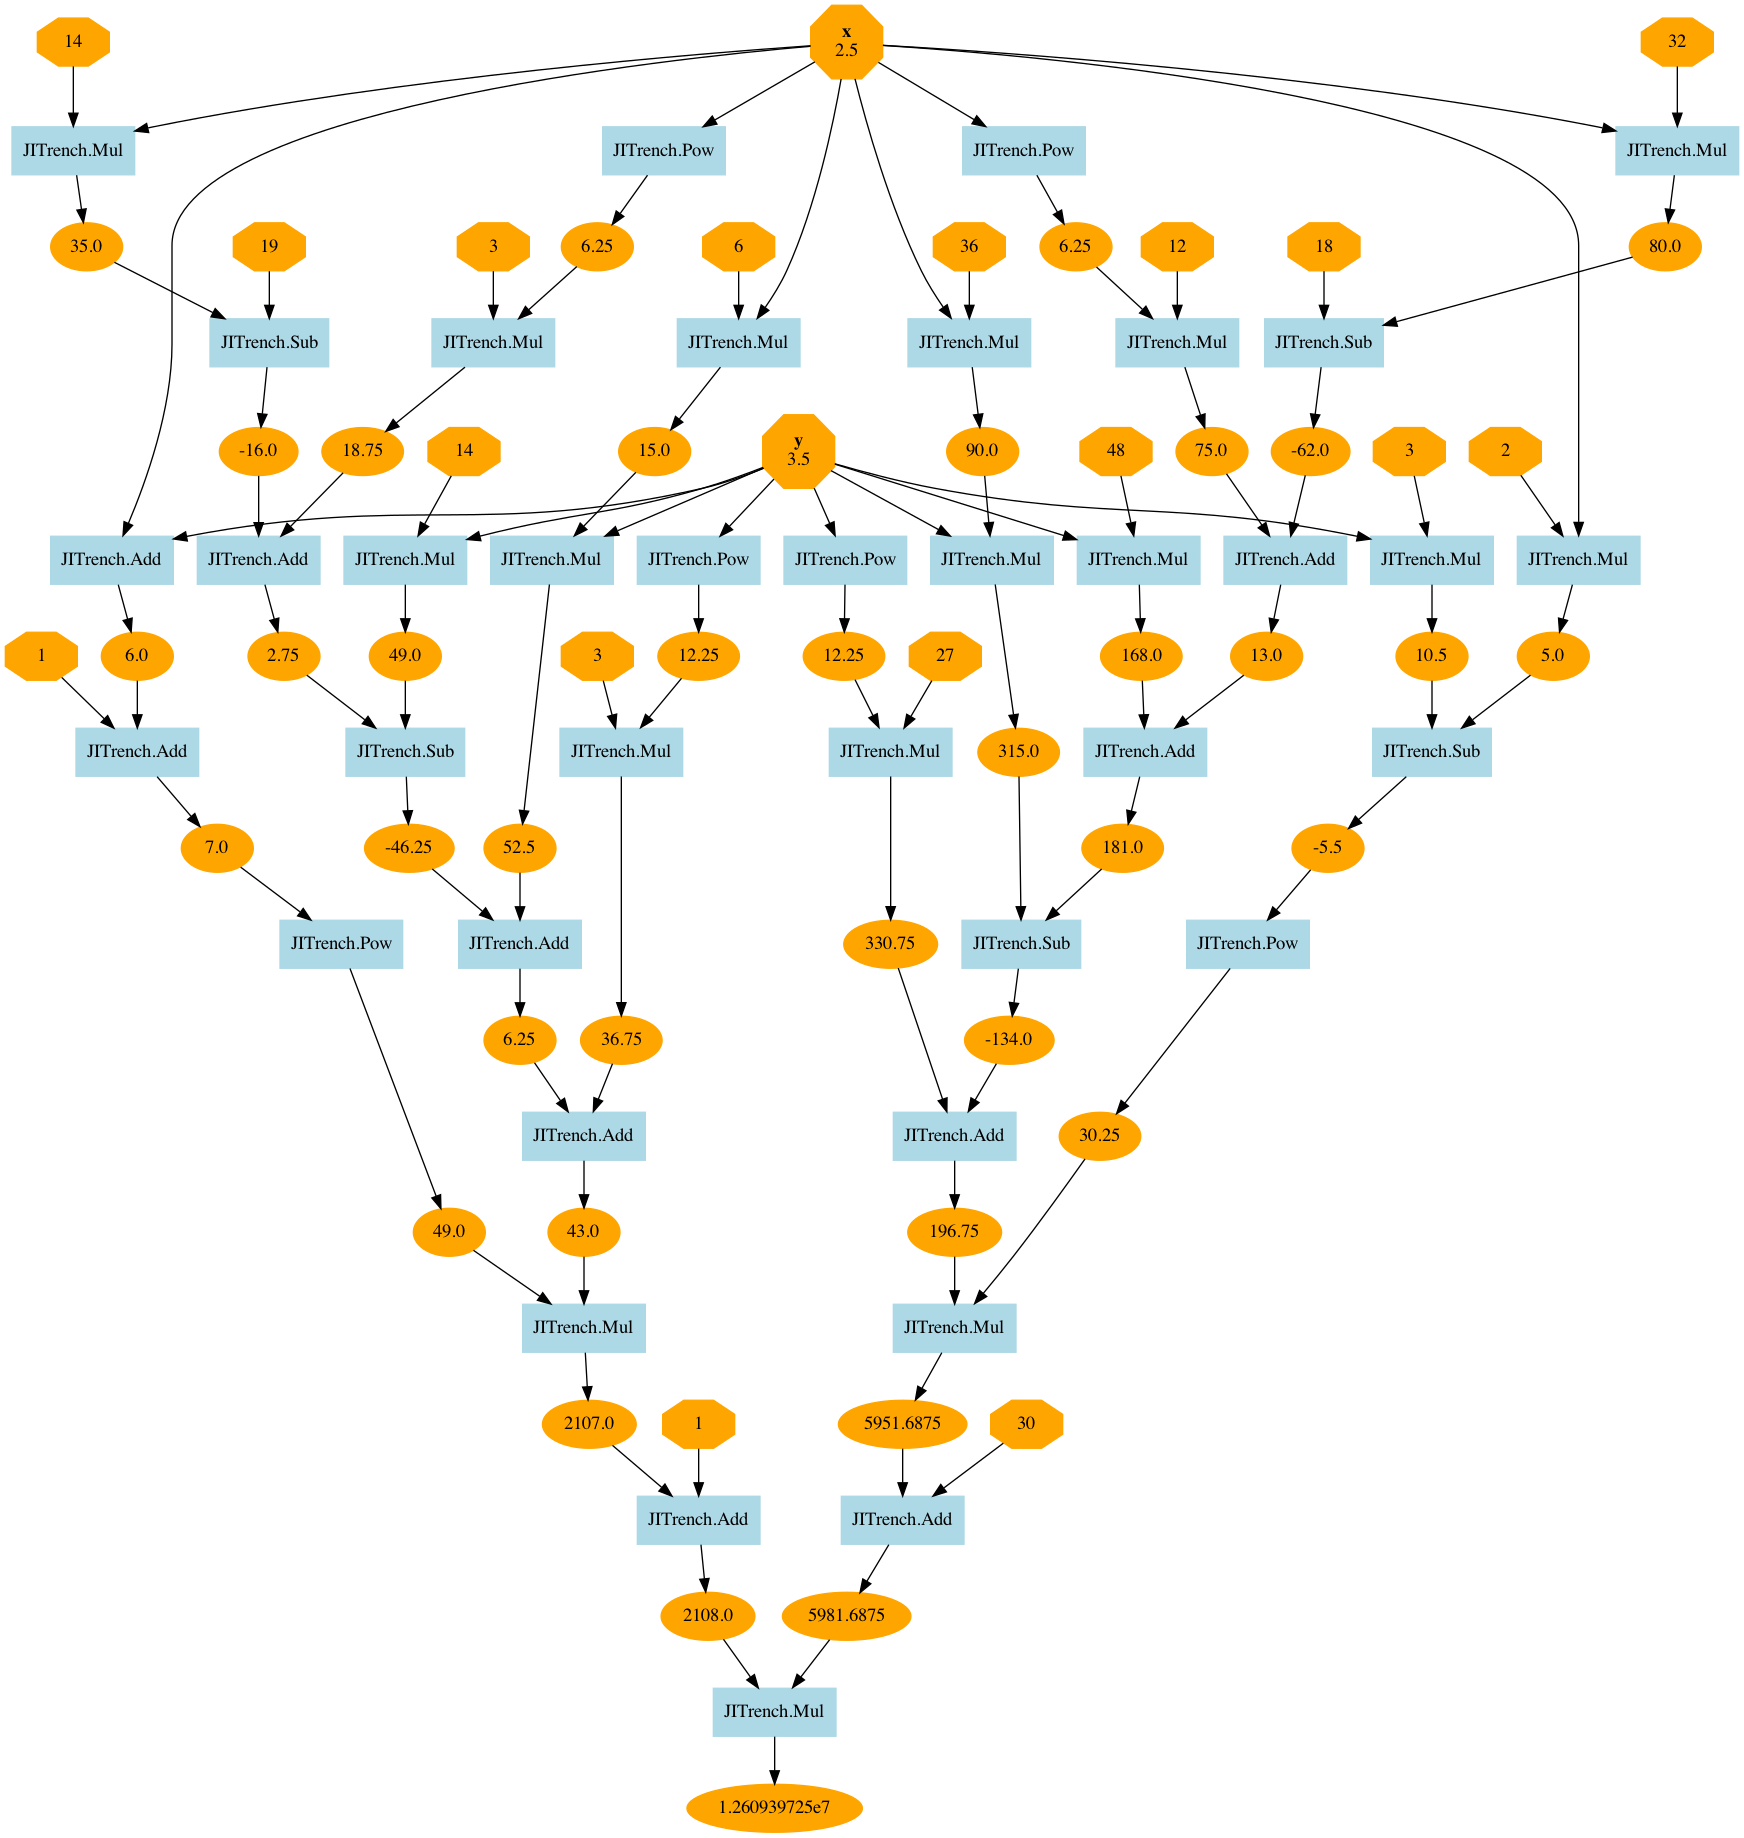 14
x
2.5
32
JITrench.Mul
JITrench.Pow
JITrench.Pow
JITrench.Mul
35.0
19
3
6.25
6
36
6.25
12
18
80.0
JITrench.Sub
JITrench.Mul
JITrench.Mul
JITrench.Mul
JITrench.Mul
JITrench.Sub
-16.0
18.75
14
15.0
y
3.5
90.0
48
75.0
-62.0
3
2
JITrench.Add
JITrench.Add
JITrench.Mul
JITrench.Mul
JITrench.Pow
JITrench.Pow
JITrench.Mul
JITrench.Mul
JITrench.Add
JITrench.Mul
JITrench.Mul
1
6.0
2.75
49.0
3
12.25
12.25
27
168.0
13.0
10.5
5.0
JITrench.Add
JITrench.Sub
JITrench.Mul
JITrench.Mul
315.0
JITrench.Add
JITrench.Sub
7.0
-46.25
52.5
181.0
-5.5
JITrench.Pow
JITrench.Add
330.75
JITrench.Sub
JITrench.Pow
6.25
36.75
-134.0
JITrench.Add
JITrench.Add
30.25
49.0
43.0
196.75
JITrench.Mul
JITrench.Mul
2107.0
1
5951.6875
30
JITrench.Add
JITrench.Add
2108.0
5981.6875
JITrench.Mul
1.260939725e7